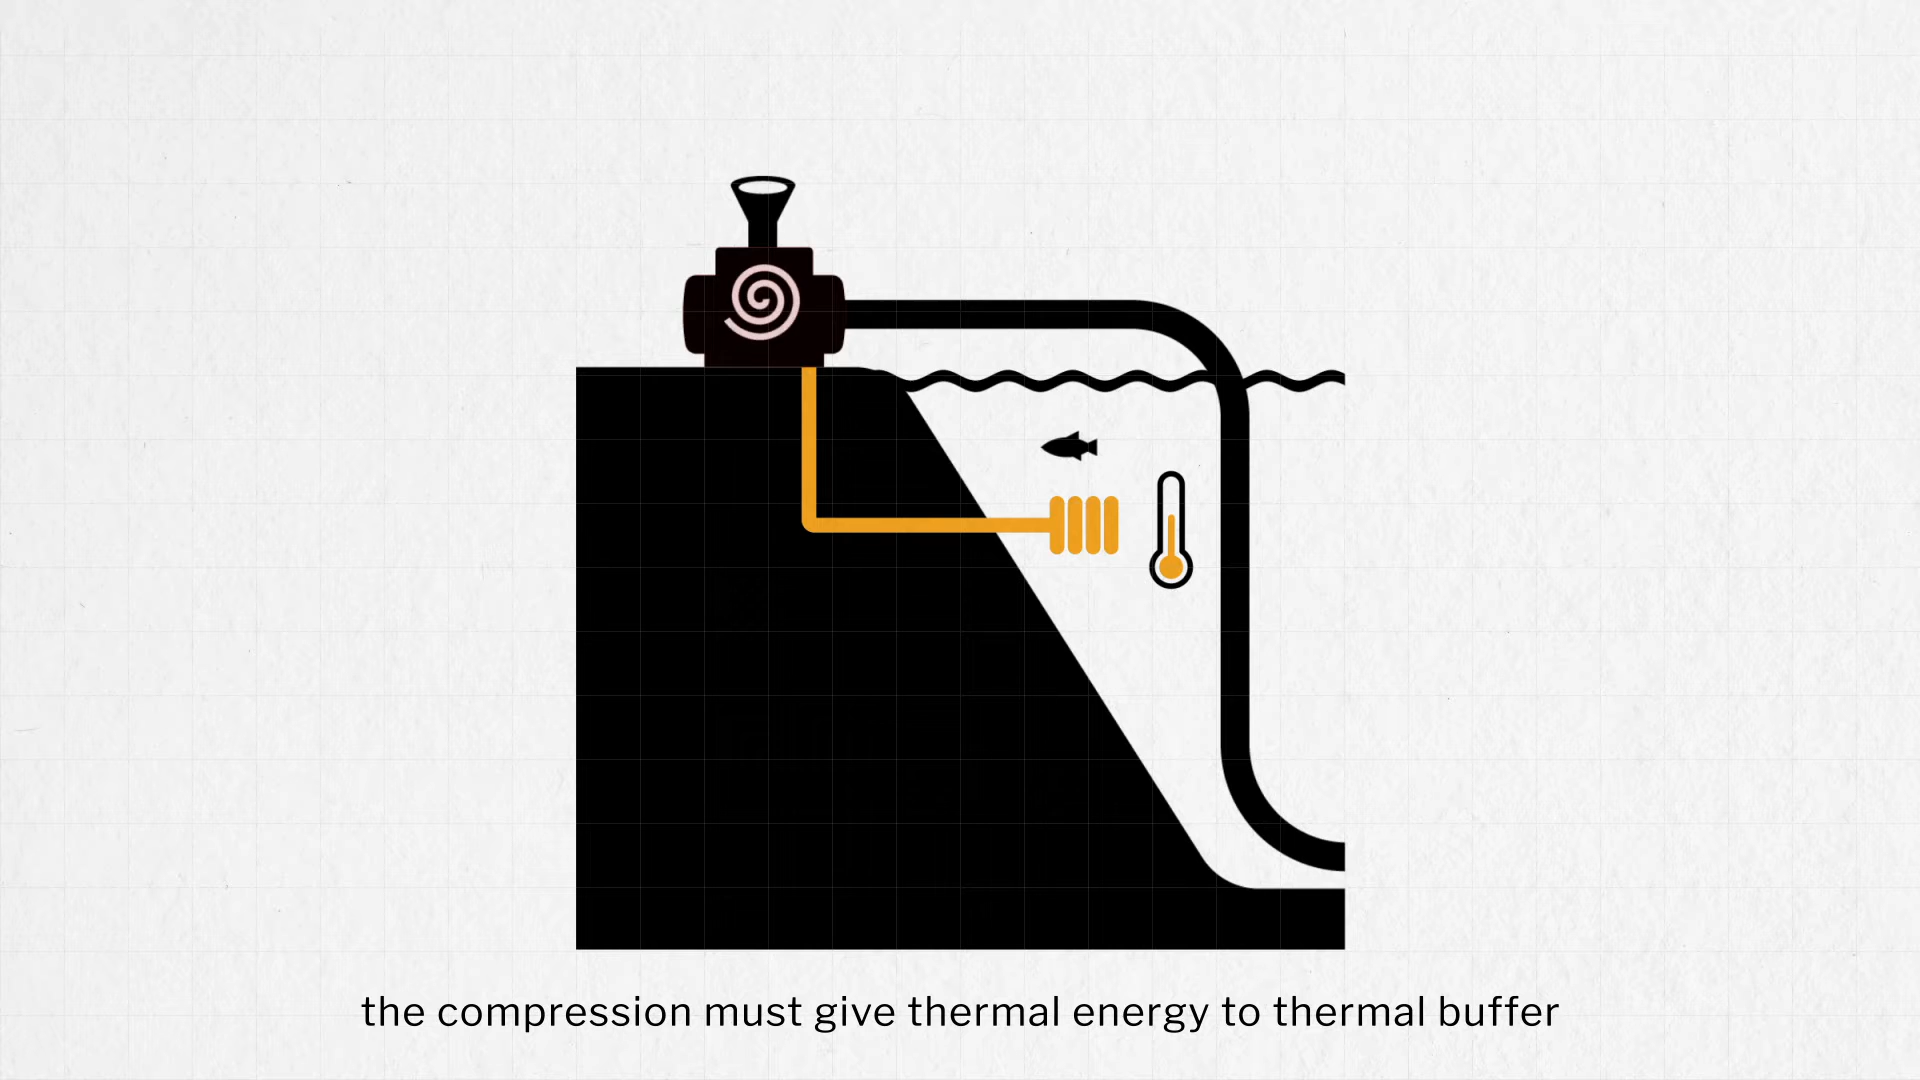 the compression must give thermal energy to thermal buffer